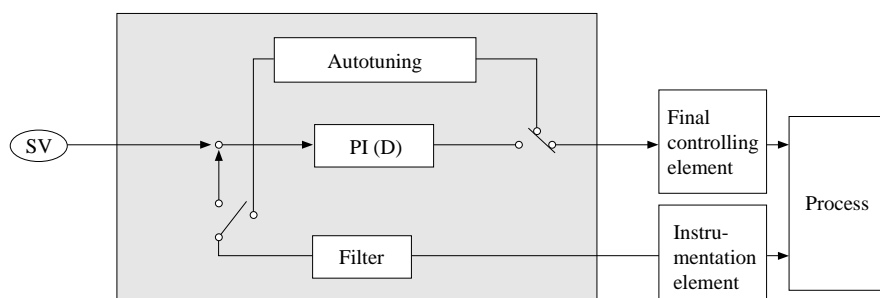 Autotuning
SV
PI (D)
Final
controlling
element
Process
Filter
Instru-
mentation
element